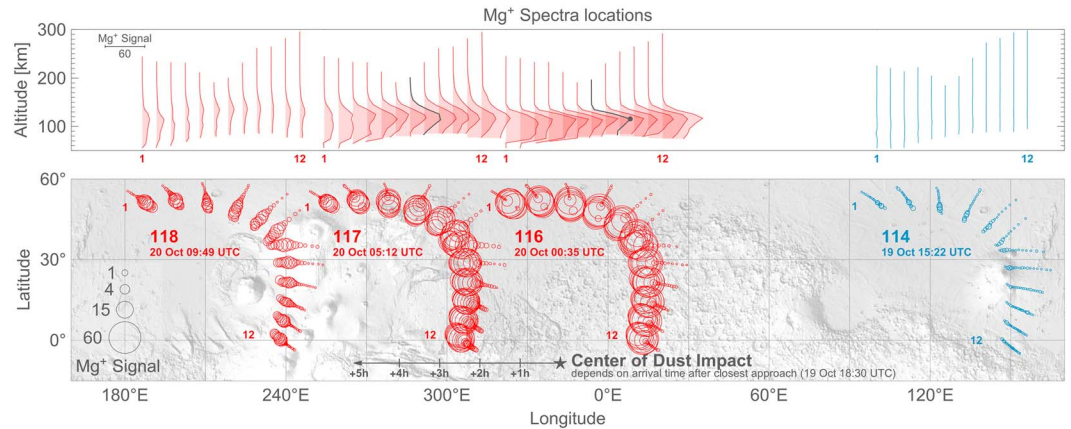 Mg⁺ Spectra locations
Altitude [km]
Mg⁺ Signal
60
300
200
100
1
12
1
12
1
12
1
12
Latitude
60°
30°
0°
1
118
20 Oct 09:49 UTC
12
1
117
20 Oct 05:12 UTC
12
1
116
20 Oct 00:35 UTC
12
1
114
19 Oct 15:22 UTC
12
1
4
15
60
Mg⁺ Signal
+5h
+4h
+3h
+2h
+1h
Center of Dust Impact
depends on arrival time after closest approach (19 Oct 18:30 UTC)
180°E
240°E
300°E
0°E
60°E
120°E
Longitude